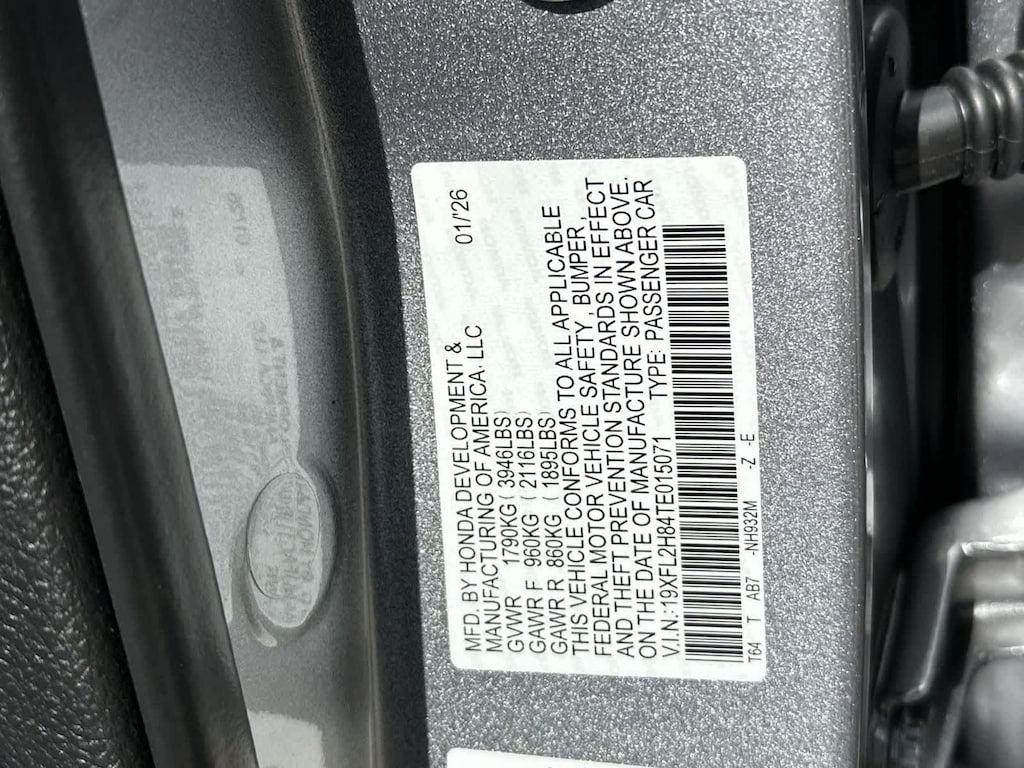 MFD. BY HONDA DEVELOPMENT & 01/'26
MANUFACTURING OF AMERICA. LLC
GVWR 1790KG ( 3946LBS)
GAWR F 960KG ( 2116LBS)
GAWR R 860KG ( 1895LBS)
THIS VEHICLE CONFORMS TO ALL APPLICABLE
FEDERAL MOTOR VEHICLE SAFETY, BUMPER,
AND THEFT PREVENTION STANDARDS IN EFFECT
ON THE DATE OF MANUFACTURE SHOWN ABOVE.
V.I.N.:19XFL2H84TE015071 TYPE: PASSENGER CAR
T64 T AB7 -NH932M -Z -E